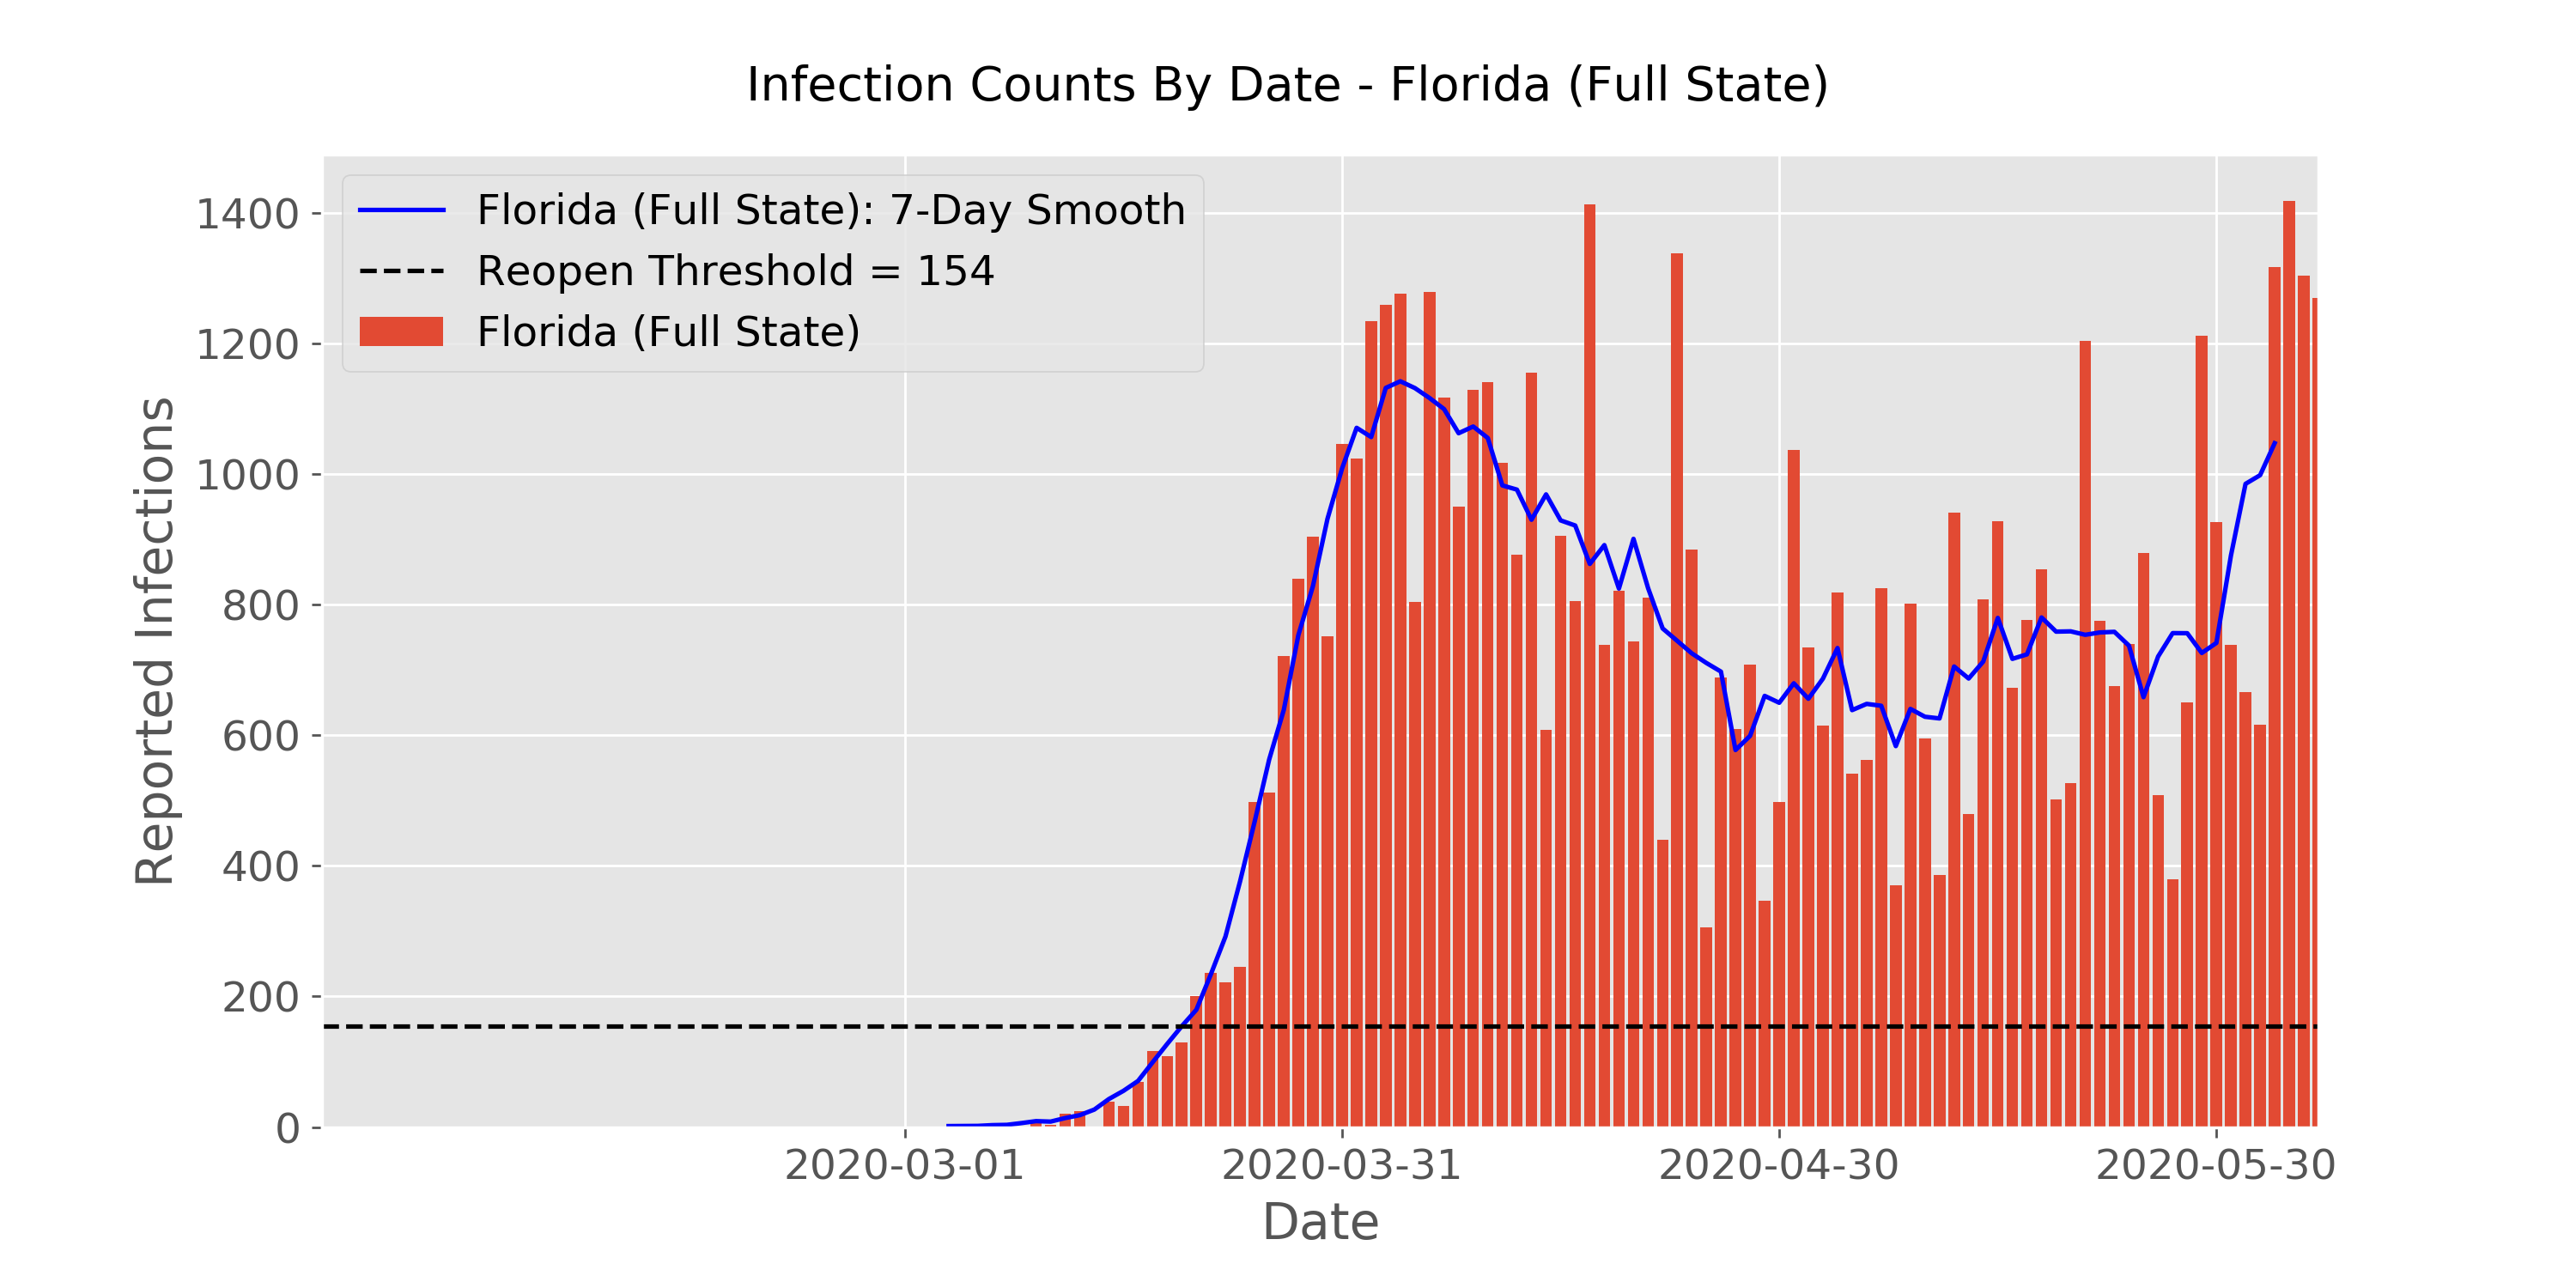 Infection Counts By Date - Florida (Full State)
Florida (Full State): 7-Day Smooth
Reopen Threshold = 154
Florida (Full State)
1400
1200
1000
800
600
400
200
0
Reported Infections
2020-03-01
2020-03-31
2020-04-30
2020-05-30
Date